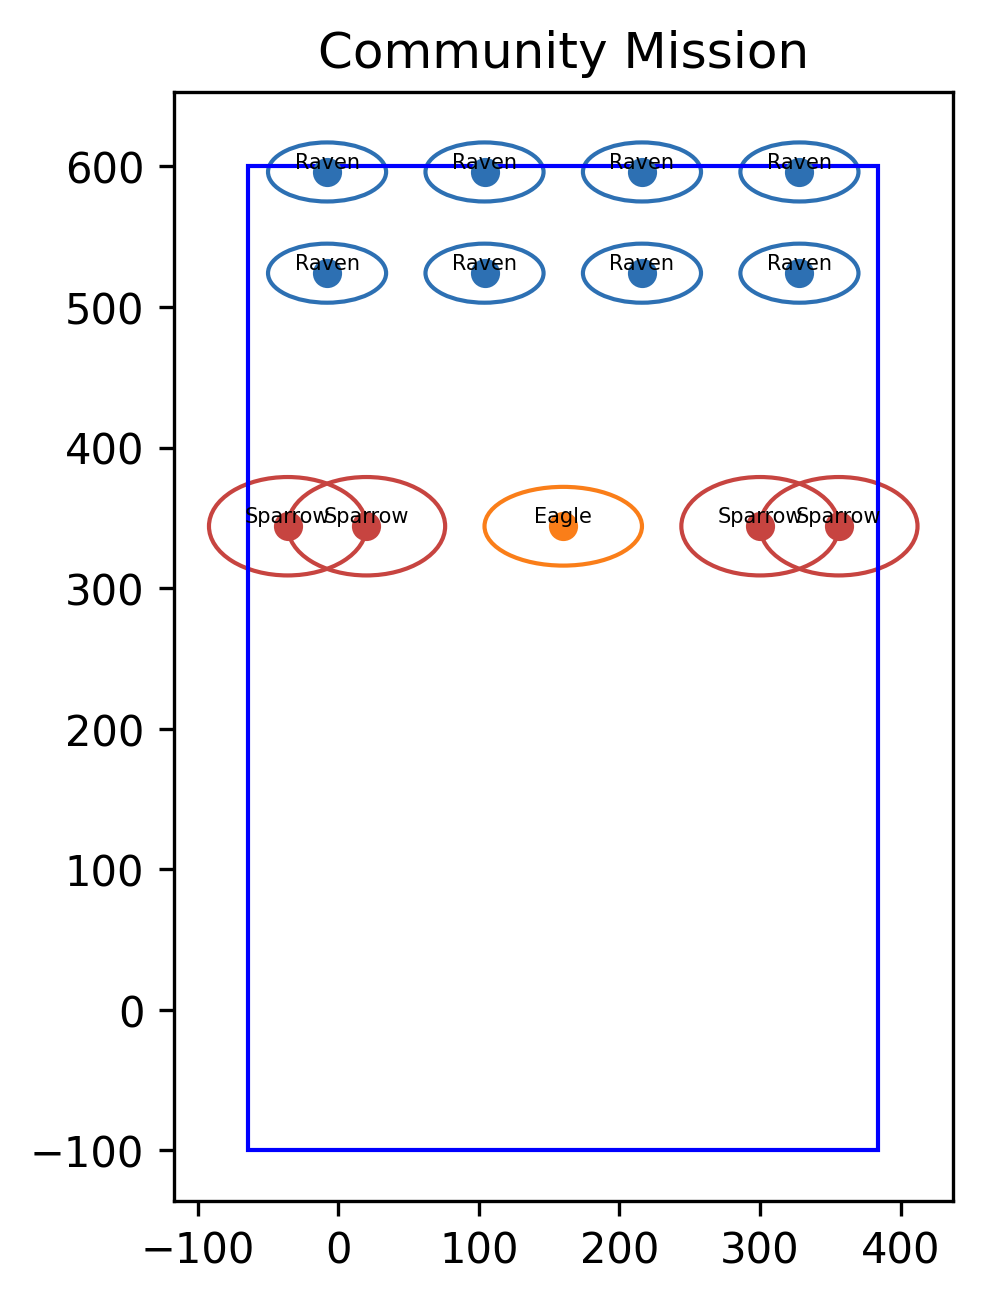 Community Mission
600
Raven Raven Raven Raven
Raven Raven Raven Raven
500
400
Sparrow Sparrow Eagle Sparrow Sparrow
300
200
100
0
−100
−100 0 100 200 300 400